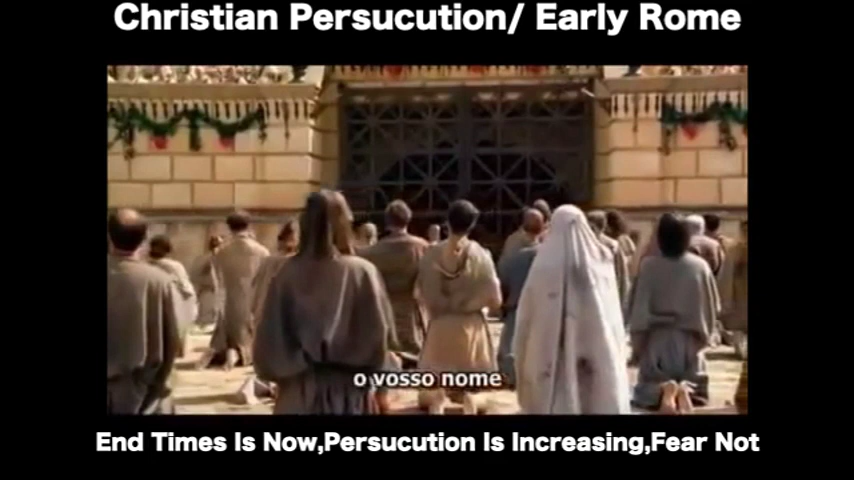 Christian Persucution/ Early Rome
o vosso nome
End Times Is Now,Persucution Is Increasing,Fear Not